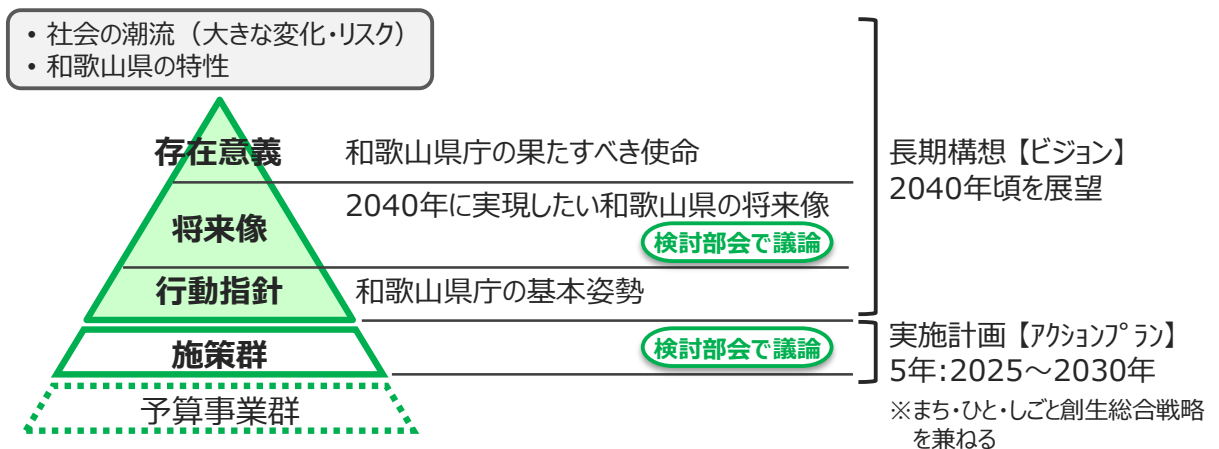 • 社会の潮流（大きな変化・リスク）
• 和歌山県の特性
存在意義
和歌山県庁の果たすべき使命
将来像
2040年に実現したい和歌山県の将来像
検討部会で議論
行動指針
和歌山県庁の基本姿勢
長期構想【ビジョン】
2040年頃を展望
施策群
検討部会で議論
実施計画【アクションプラン】
5年:2025～2030年
※まち・ひと・しごと創生総合戦略
を兼ねる
予算事業群